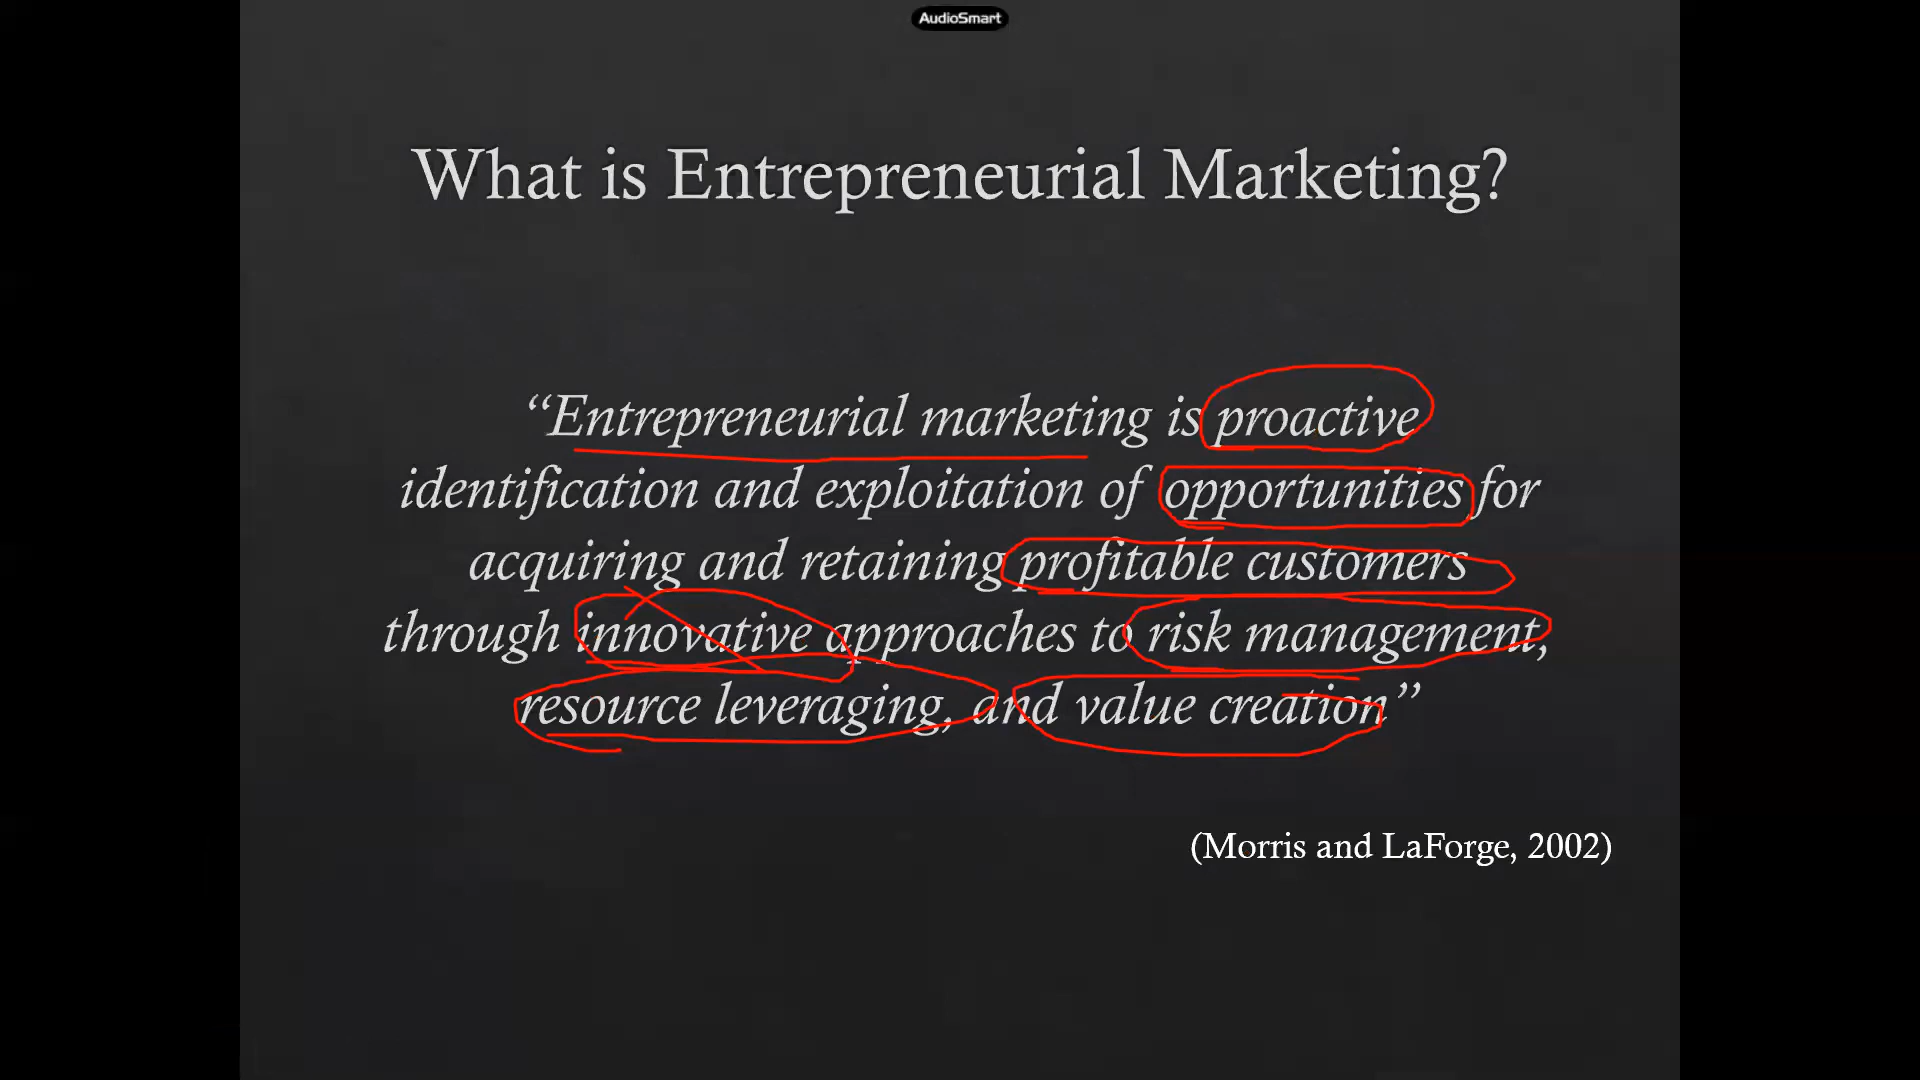 AudioSmart
What is Entrepreneurial Marketing?
“Entrepreneurial marketing is proactive
identification and exploitation of opportunities for
acquiring and retaining profitable customers
through innovative approaches to risk management,
resource leveraging, and value creation”
(Morris and LaForge, 2002)